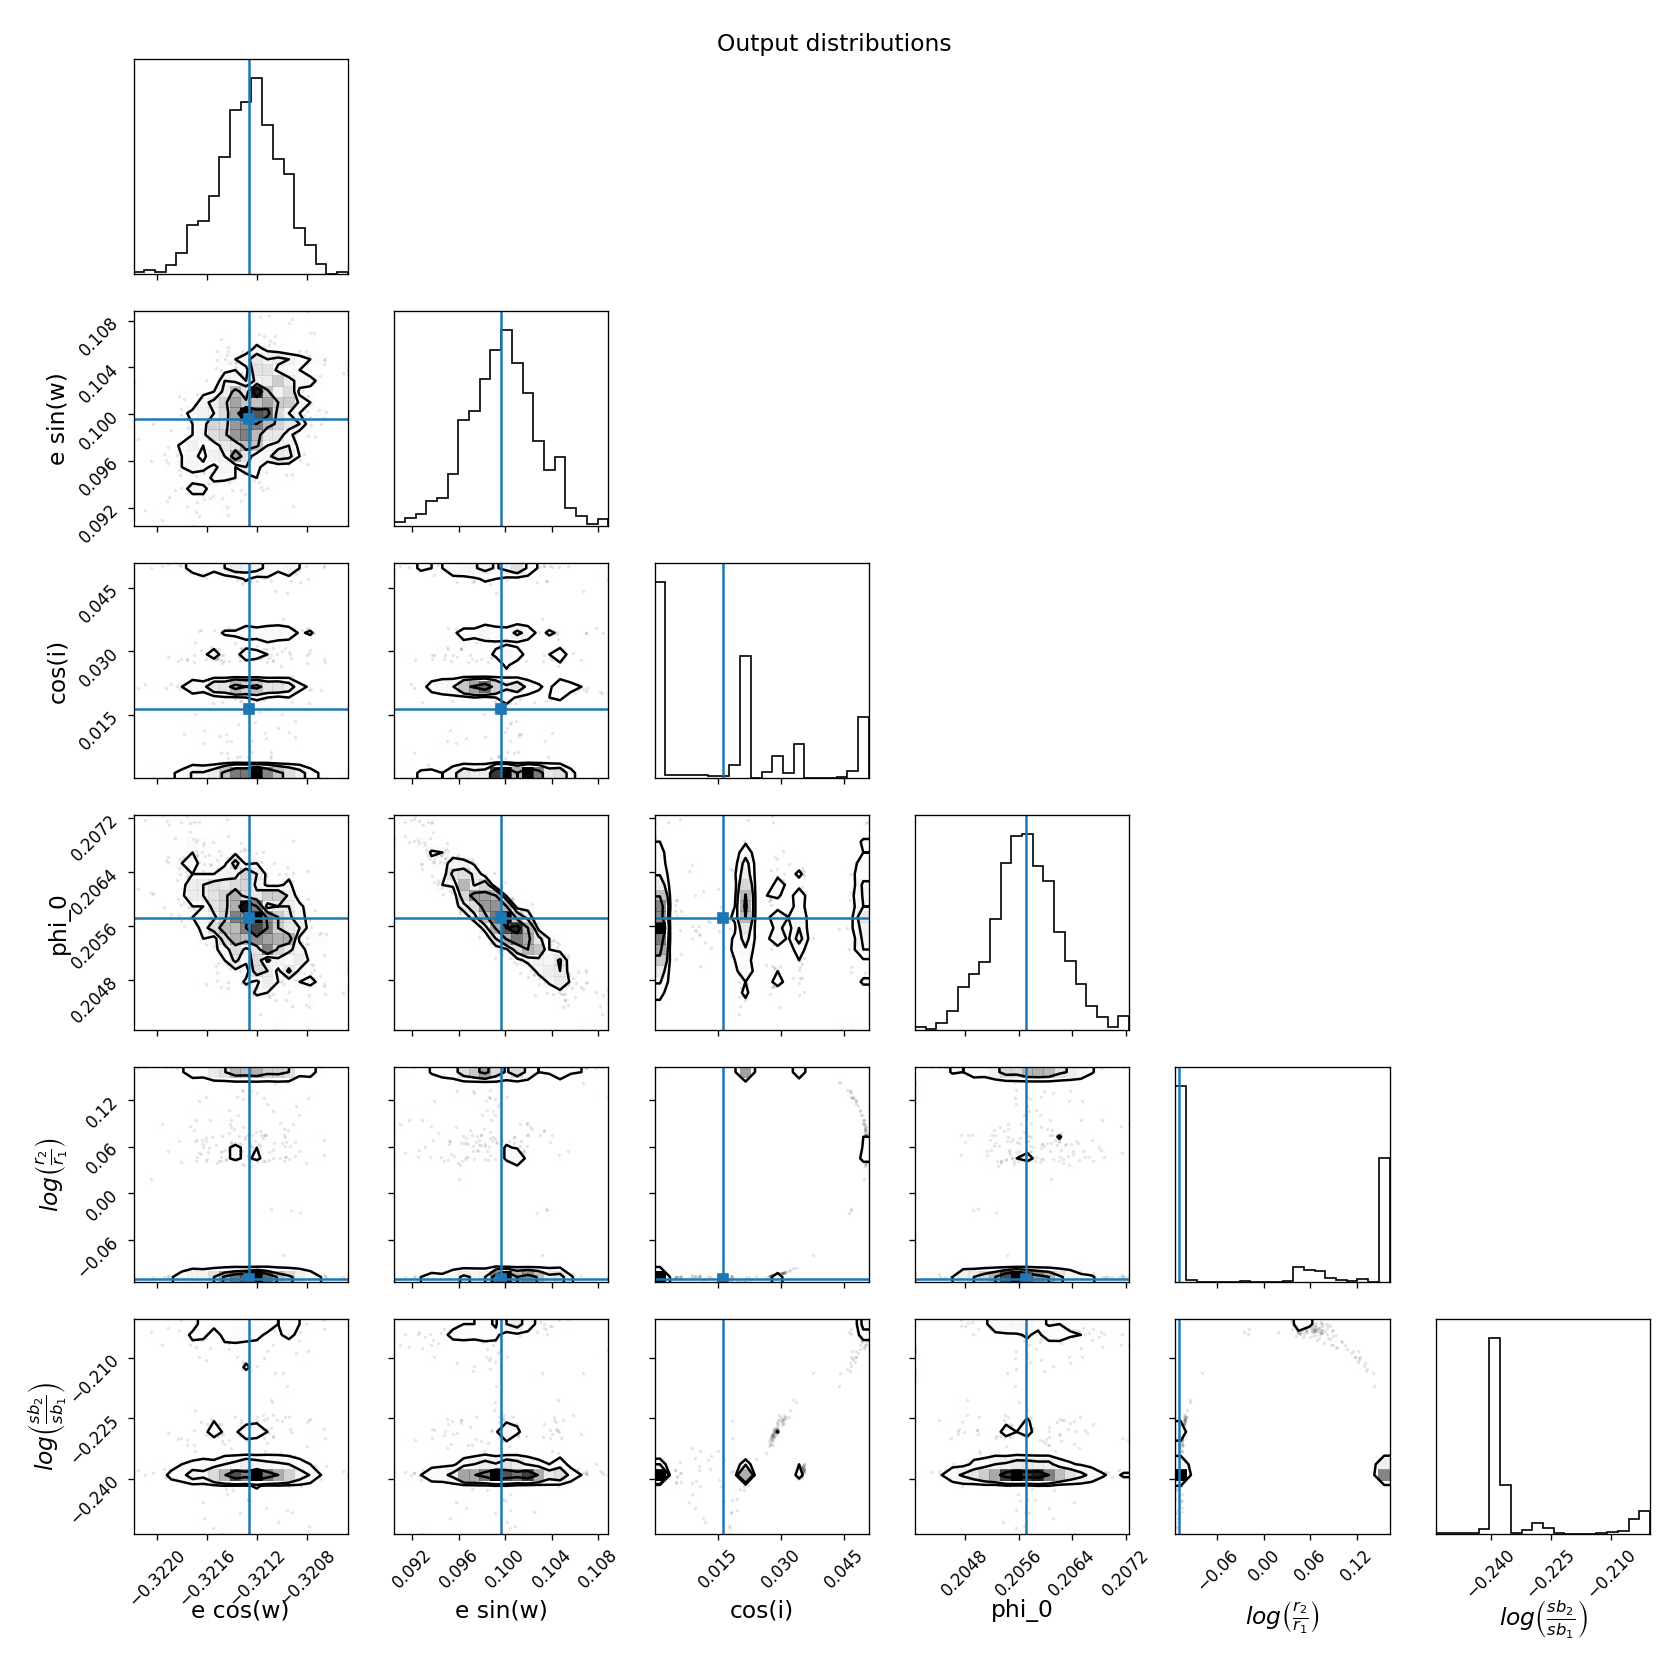 Output distributions
e sin(w)
0.108
0.104
0.100
0.096
0.092
cos(i)
0.045
0.030
0.015
phi_0
0.2072
0.2064
0.2056
0.2048
log(r₂/r₁)
0.12
0.06
0.00
−0.06
log(sb₂/sb₁)
−0.210
−0.225
−0.240
−0.3220 −0.3216 −0.3212 −0.3208
e cos(w)
0.092 0.096 0.100 0.104 0.108
e sin(w)
0.015 0.030 0.045
cos(i)
0.2048 0.2056 0.2064 0.2072
phi_0
−0.06 0.00 0.06 0.12
log(r₂/r₁)
−0.240 −0.225 −0.210
log(sb₂/sb₁)